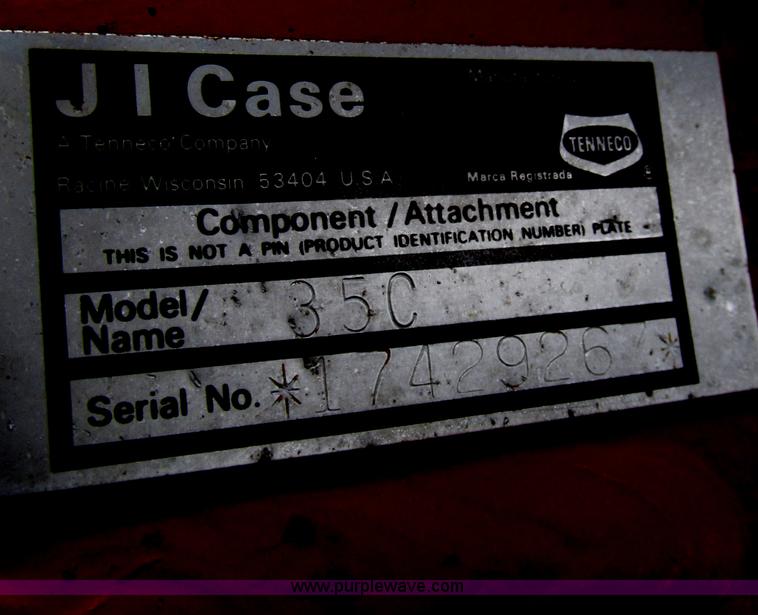 J I Case
A Tenneco Company
Racine Wisconsin 53404 U.S.A.
TENNECO
Marca Registrada
Component / Attachment
THIS IS NOT A PIN (PRODUCT IDENTIFICATION NUMBER) PLATE
Model/
Name 35C
Serial No. *1742926*
www.purplewave.com